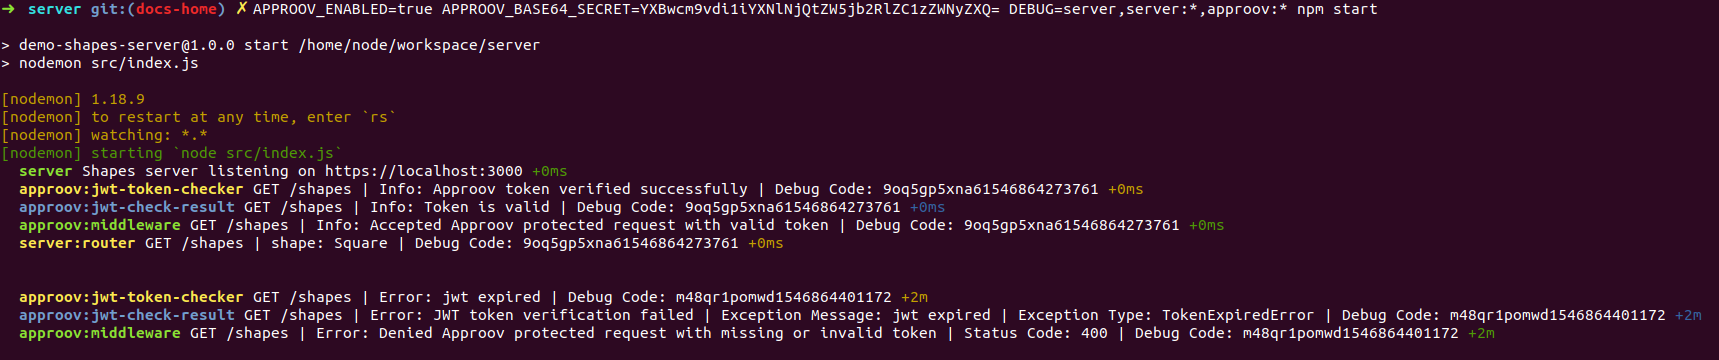 ➜ server git:(docs-home) ✗ APPROOV_ENABLED=true APPROOV_BASE64_SECRET=YXBwcm9vdi1iYXNlNjQtZW5jb2RlZC1zZWNyZXQ= DEBUG=server,server:*,approov:* npm start
> demo-shapes-server@1.0.0 start /home/node/workspace/server
> nodemon src/index.js
[nodemon] 1.18.9
[nodemon] to restart at any time, enter `rs`
[nodemon] watching: *.*
[nodemon] starting `node src/index.js`
server Shapes server listening on https://localhost:3000 +0ms
approov:jwt-token-checker GET /shapes | Info: Approov token verified successfully | Debug Code: 9oq5gp5xna61546864273761 +0ms
approov:jwt-check-result GET /shapes | Info: Token is valid | Debug Code: 9oq5gp5xna61546864273761 +0ms
approov:middleware GET /shapes | Info: Accepted Approov protected request with valid token | Debug Code: 9oq5gp5xna61546864273761 +0ms
server:router GET /shapes | shape: Square | Debug Code: 9oq5gp5xna61546864273761 +0ms
approov:jwt-token-checker GET /shapes | Error: jwt expired | Debug Code: m48qr1pomwd1546864401172 +2m
approov:jwt-check-result GET /shapes | Error: JWT token verification failed | Exception Message: jwt expired | Exception Type: TokenExpiredError | Debug Code: m48qr1pomwd1546864401172 +2m
approov:middleware GET /shapes | Error: Denied Approov protected request with missing or invalid token | Status Code: 400 | Debug Code: m48qr1pomwd1546864401172 +2m